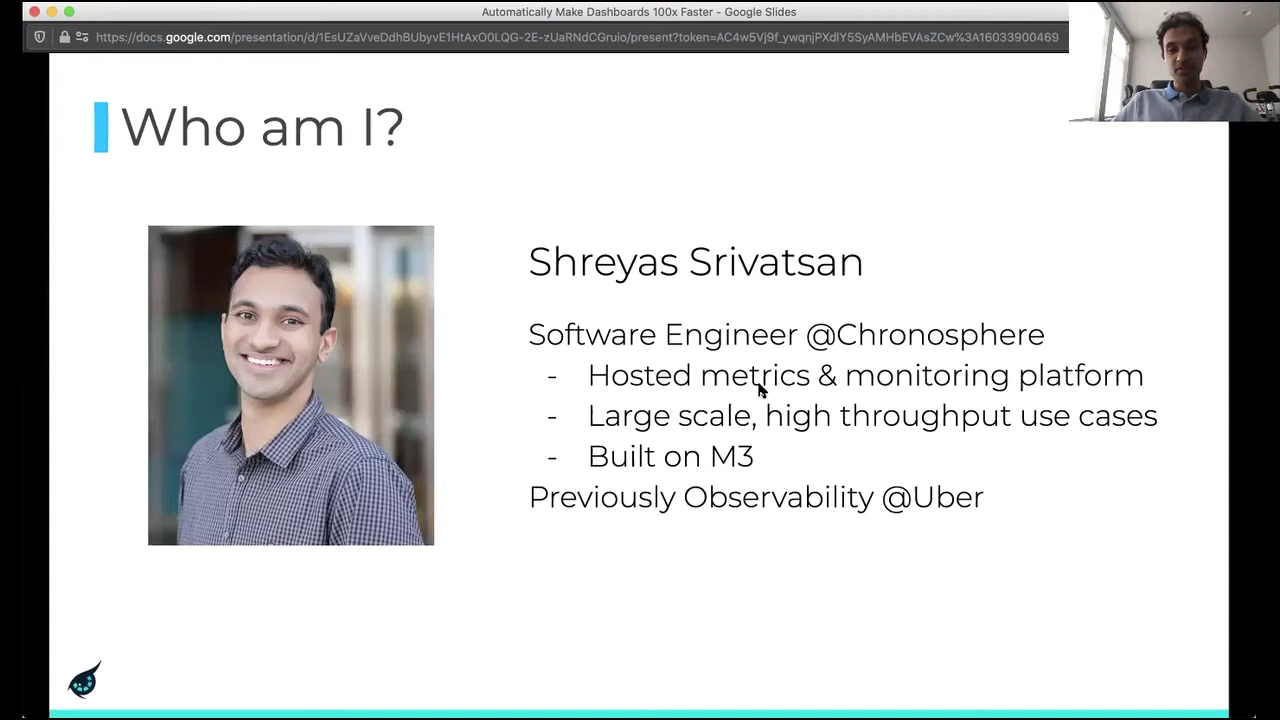 Automatically Make Dashboards 100x Faster - Google Slides
https://docs.google.com/presentation/d/1EsUZaVveDdhBUbyvE1HtAxO0LQG-2E-zUaRNdCGruio/present?token=AC4w5Vj9f_ywqnjPXdlY5SyAMHbEVAsZCw%3A16033900469
Who am I?
Shreyas Srivatsan
Software Engineer @Chronosphere
- Hosted metrics & monitoring platform
- Large scale, high throughput use cases
- Built on M3
Previously Observability @Uber